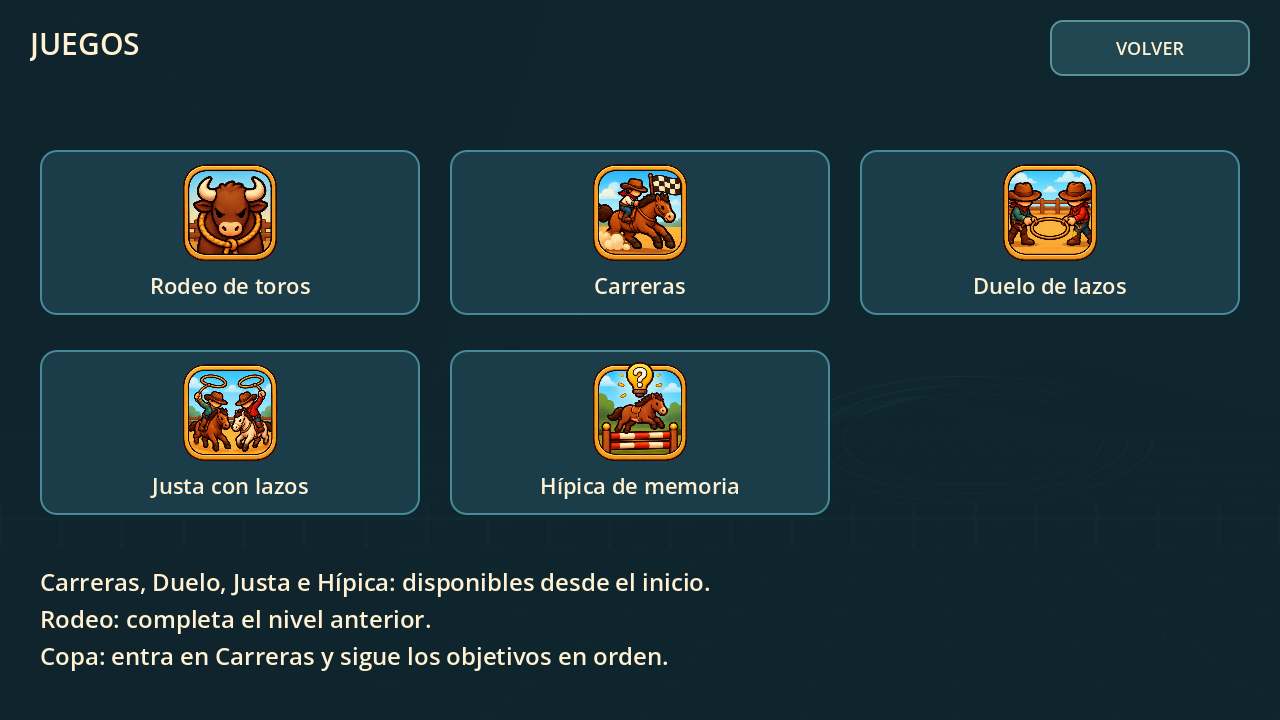 JUEGOS
VOLVER
Rodeo de toros
Carreras
Duelo de lazos
Justa con lazos
?
Hípica de memoria
Carreras, Duelo, Justa e Hípica: disponibles desde el inicio.
Rodeo: completa el nivel anterior.
Copa: entra en Carreras y sigue los objetivos en orden.